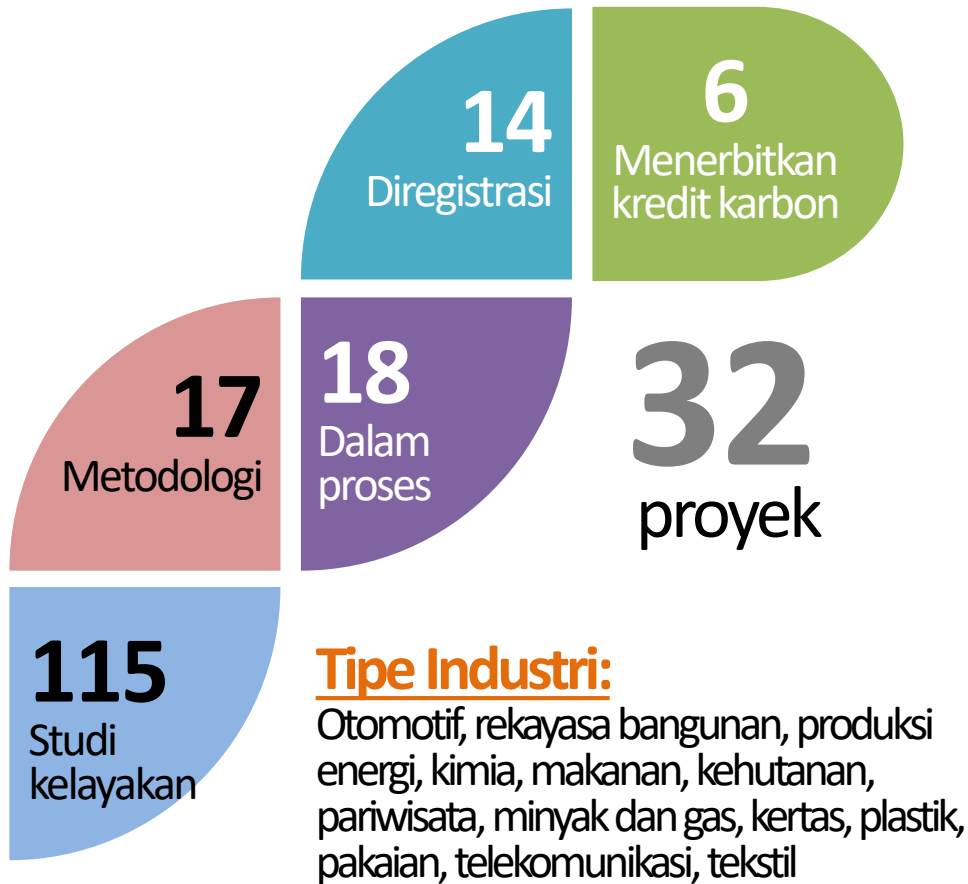 14
Diregistrasi
6
Menerbitkan
kredit karbon
17
Metodologi
18
Dalam
proses
32
proyek
115
Studi
kelayakan
Tipe Industri:
Otomotif, rekayasa bangunan, produksi
energi, kimia, makanan, kehutanan,
pariwisata, minyak dan gas, kertas, plastik,
pakaian, telekomunikasi, tekstil